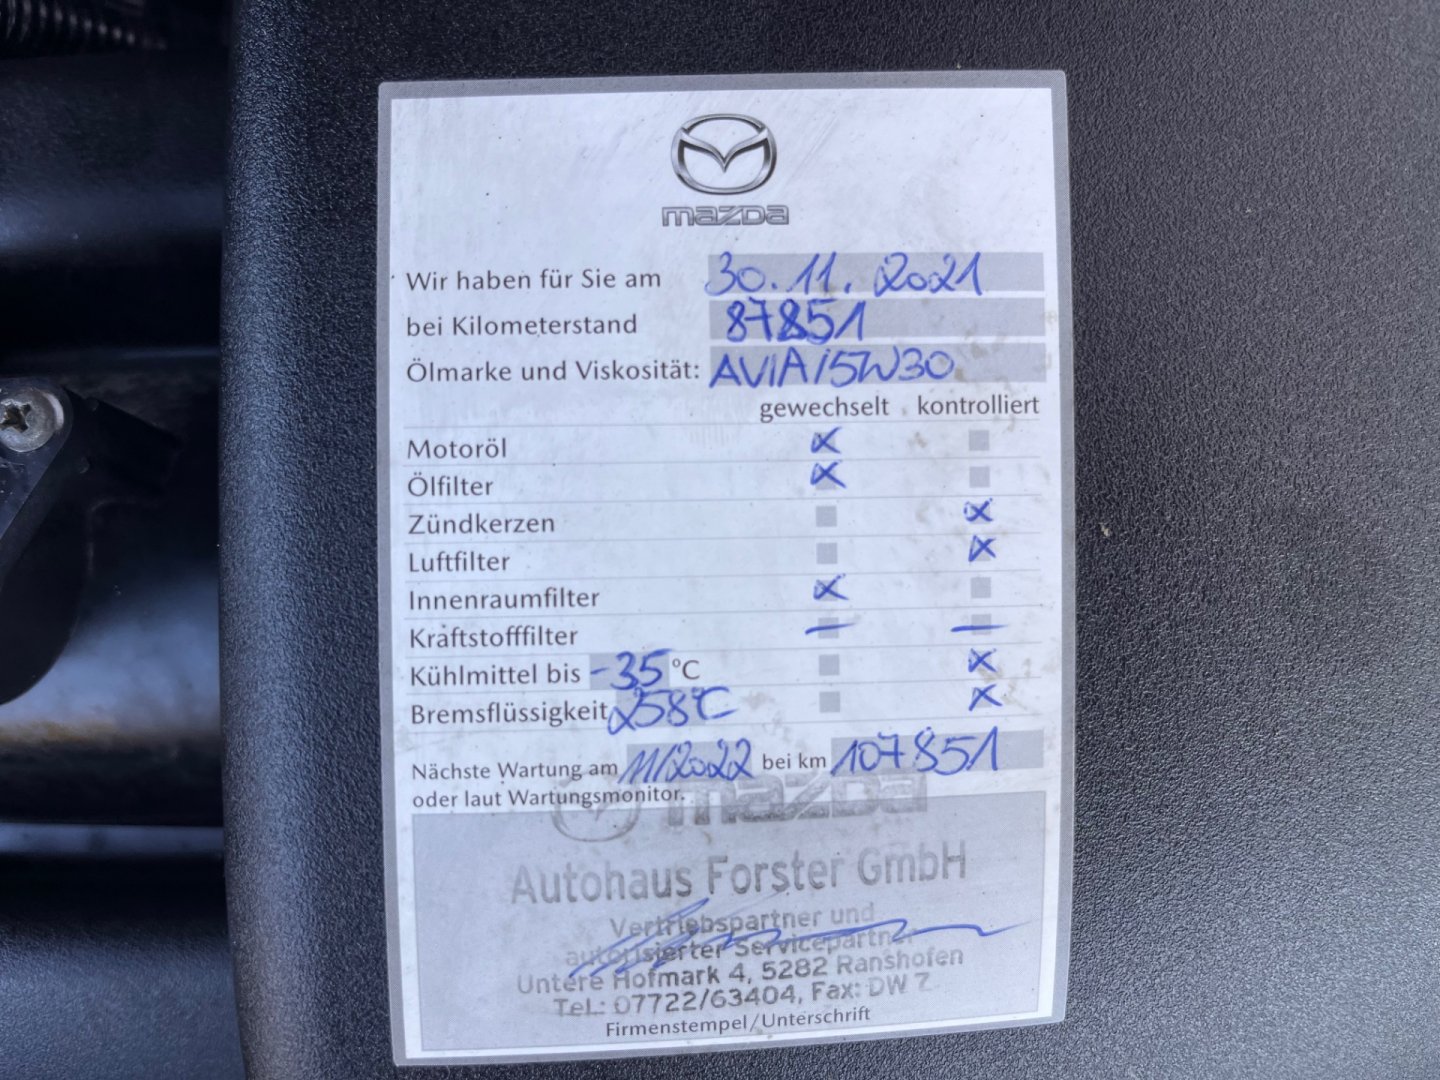 mazda
Wir haben für Sie am 30.11.2021
bei Kilometerstand 87851
Ölmarke und Viskosität: AVIA/5W30
gewechselt kontrolliert
Motoröl x
Ölfilter x
Zündkerzen x
Luftfilter x
Innenraumfilter x
Kraftstofffilter — —
Kühlmittel bis -35 °C x
Bremsflüssigkeit 258°C x
Nächste Wartung am 11/2022 bei km 107851
oder laut Wartungsmonitor.
mazda
Autohaus Forster GmbH
Vertriebspartner und
autorisierter Servicepartner
Untere Hofmark 4, 5282 Ranshofen
Tel.: 07722/63404, Fax: DW 7
Firmenstempel/Unterschrift